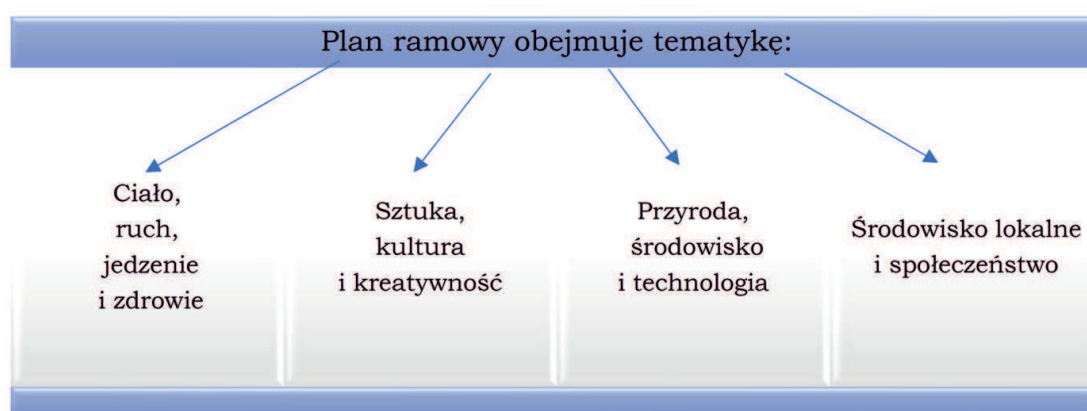 Plan ramowy obejmuje tematykę:
Ciało,
ruch,
jedzenie
i zdrowie
Sztuka,
kultura
i kreatywność
Przyroda,
środowisko
i technologia
Środowisko lokalne
i społeczeństwo